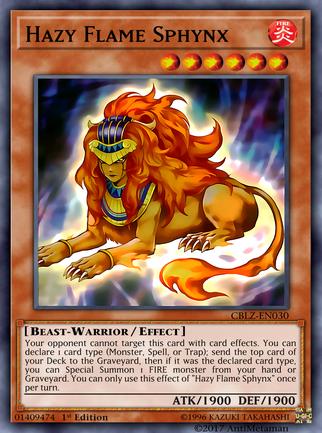 HAZY FLAME SPHYNX
FIRE
炎
CBLZ-EN030
[BEAST-WARRIOR/EFFECT]
Your opponent cannot target this card with card effects. You can
declare 1 card type (Monster, Spell, or Trap); send the top card
of your Deck to the Graveyard, then if it was the declared type,
you can Special Summon 1 FIRE monster from your hand or
Graveyard. You can only use this effect of "Hazy Flame Sphynx" once
per turn.
ATK/1900 DEF/1900
01409474 1st Edition ©1996 KAZUKI TAKAHASHI
©2017 AntiMetaman